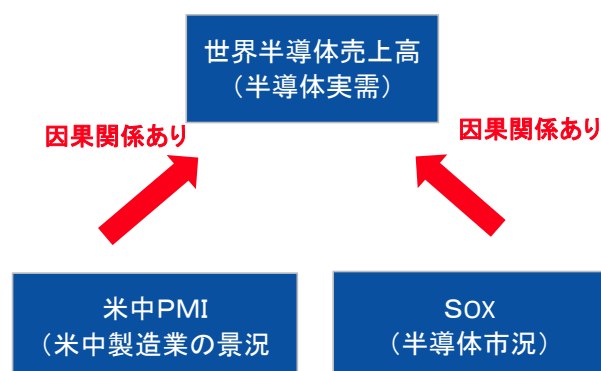 世界半導体売上高
（半導体実需）
因果関係あり
因果関係あり
米中PMI
（米中製造業の景況
SOX
（半導体市況）